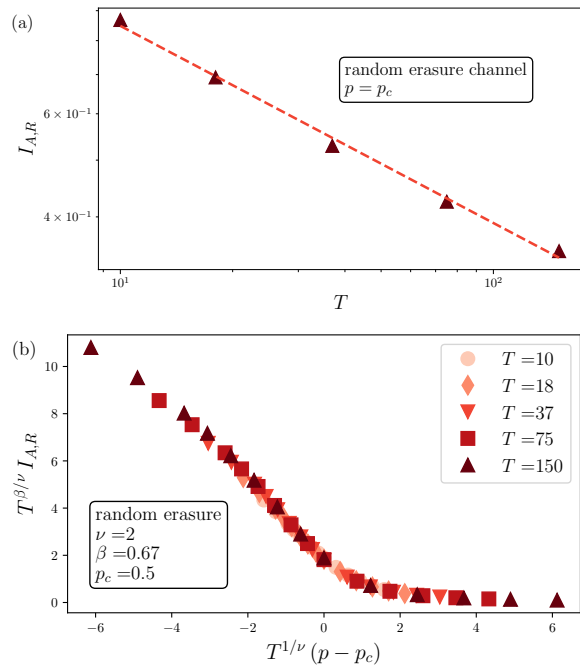 (a)
random erasure channel
p = p_c
I_{A,R}
6 × 10^{-1}
4 × 10^{-1}
10^1
10^2
T
(b)
T =10
T =18
T =37
T =75
T =150
T^{β/ν} I_{A,R}
10
8
6
4
2
0
random erasure
ν =2
β =0.67
p_c =0.5
−6 −4 −2 0 2 4 6
T^{1/ν} (p − p_c)